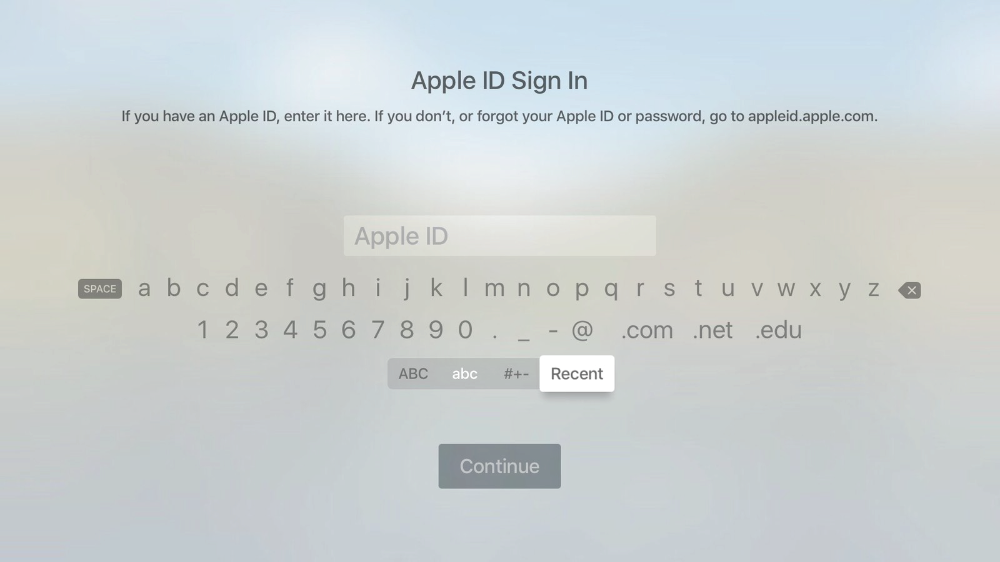 Apple ID Sign In
If you have an Apple ID, enter it here. If you don’t, or forgot your Apple ID or password, go to appleid.apple.com.
Apple ID
SPACE a b c d e f g h i j k l m n o p q r s t u v w x y z
1 2 3 4 5 6 7 8 9 0 . _ - @ .com .net .edu
ABC abc #+- Recent
Continue